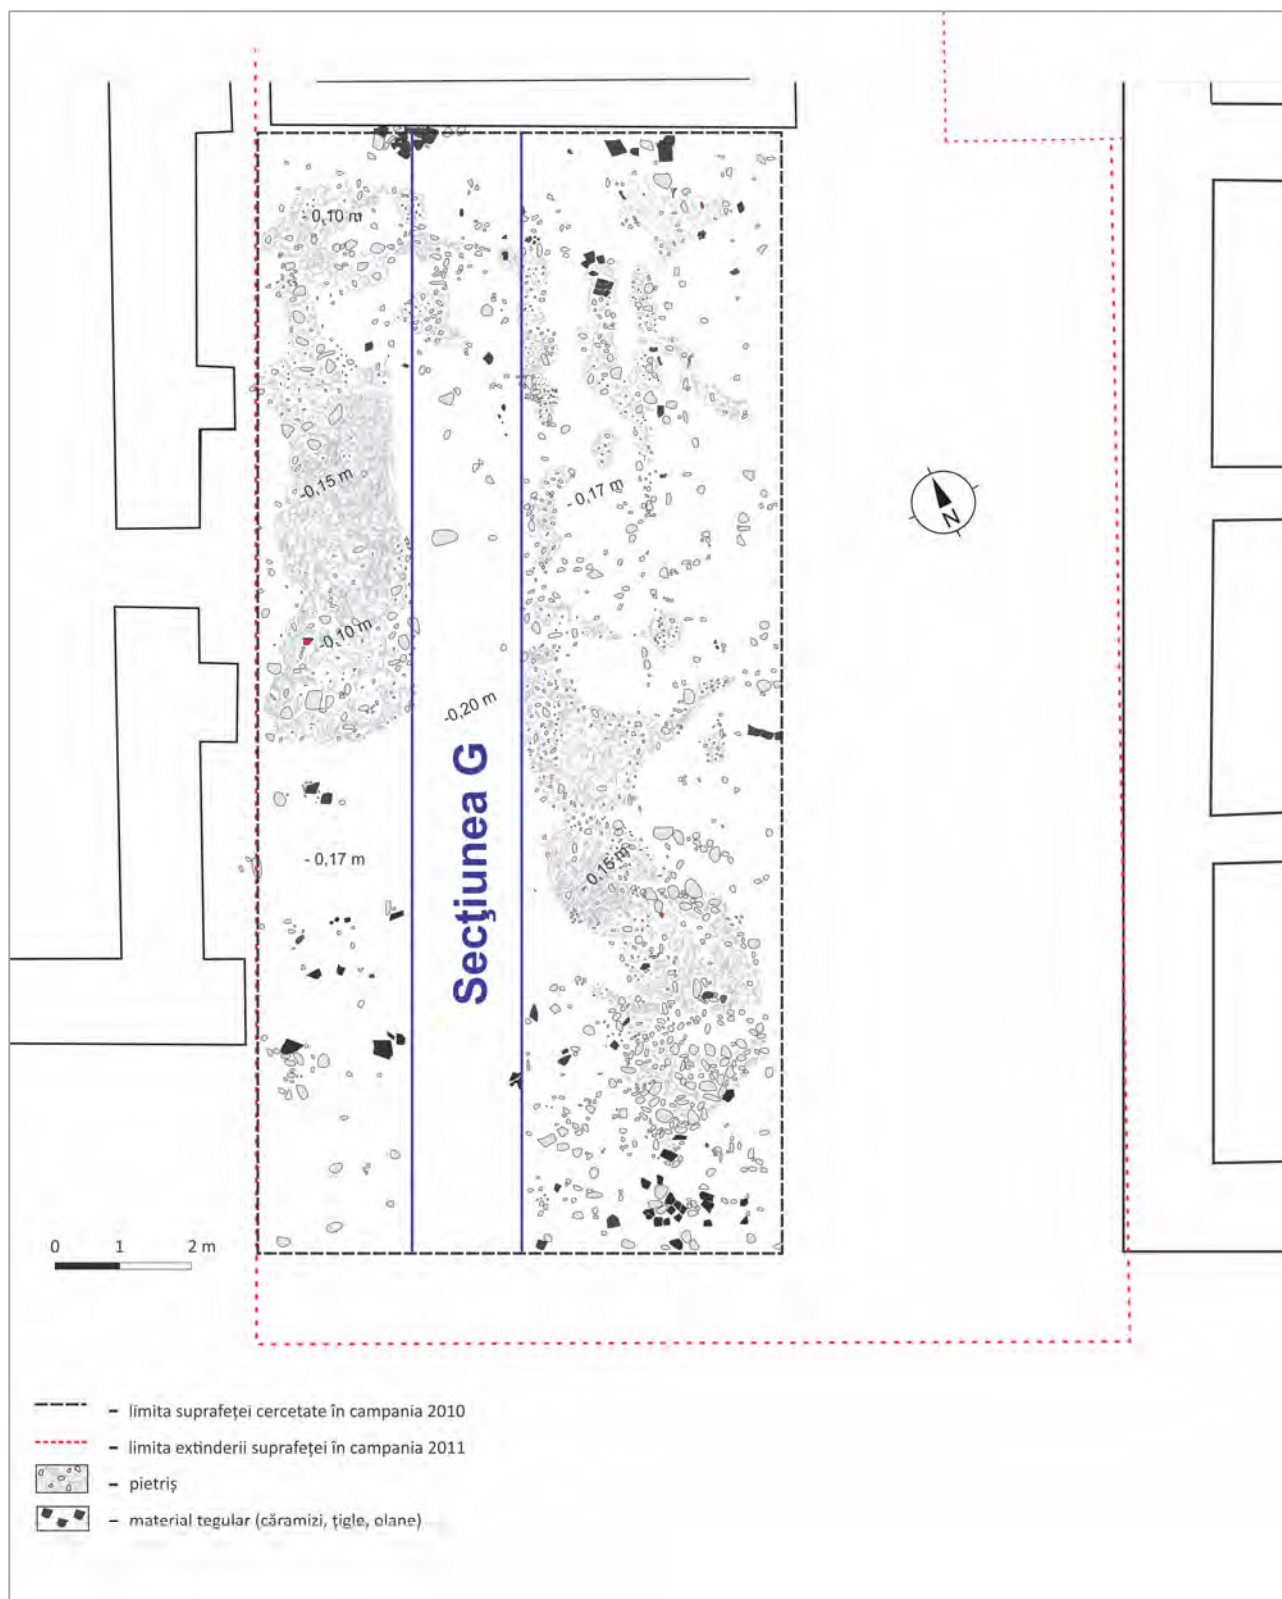 - 0,10 m
-0,15 m
- 0,17 m
N
-0,10 m
-0,20 m
Secţiunea G
- 0,17 m
- 0,15 m
0 1 2 m
– limita suprafeței cercetate în campania 2010
– limita extinderii suprafeței în campania 2011
– pietriș
– material tegular (cărămizi, țigle, olane)